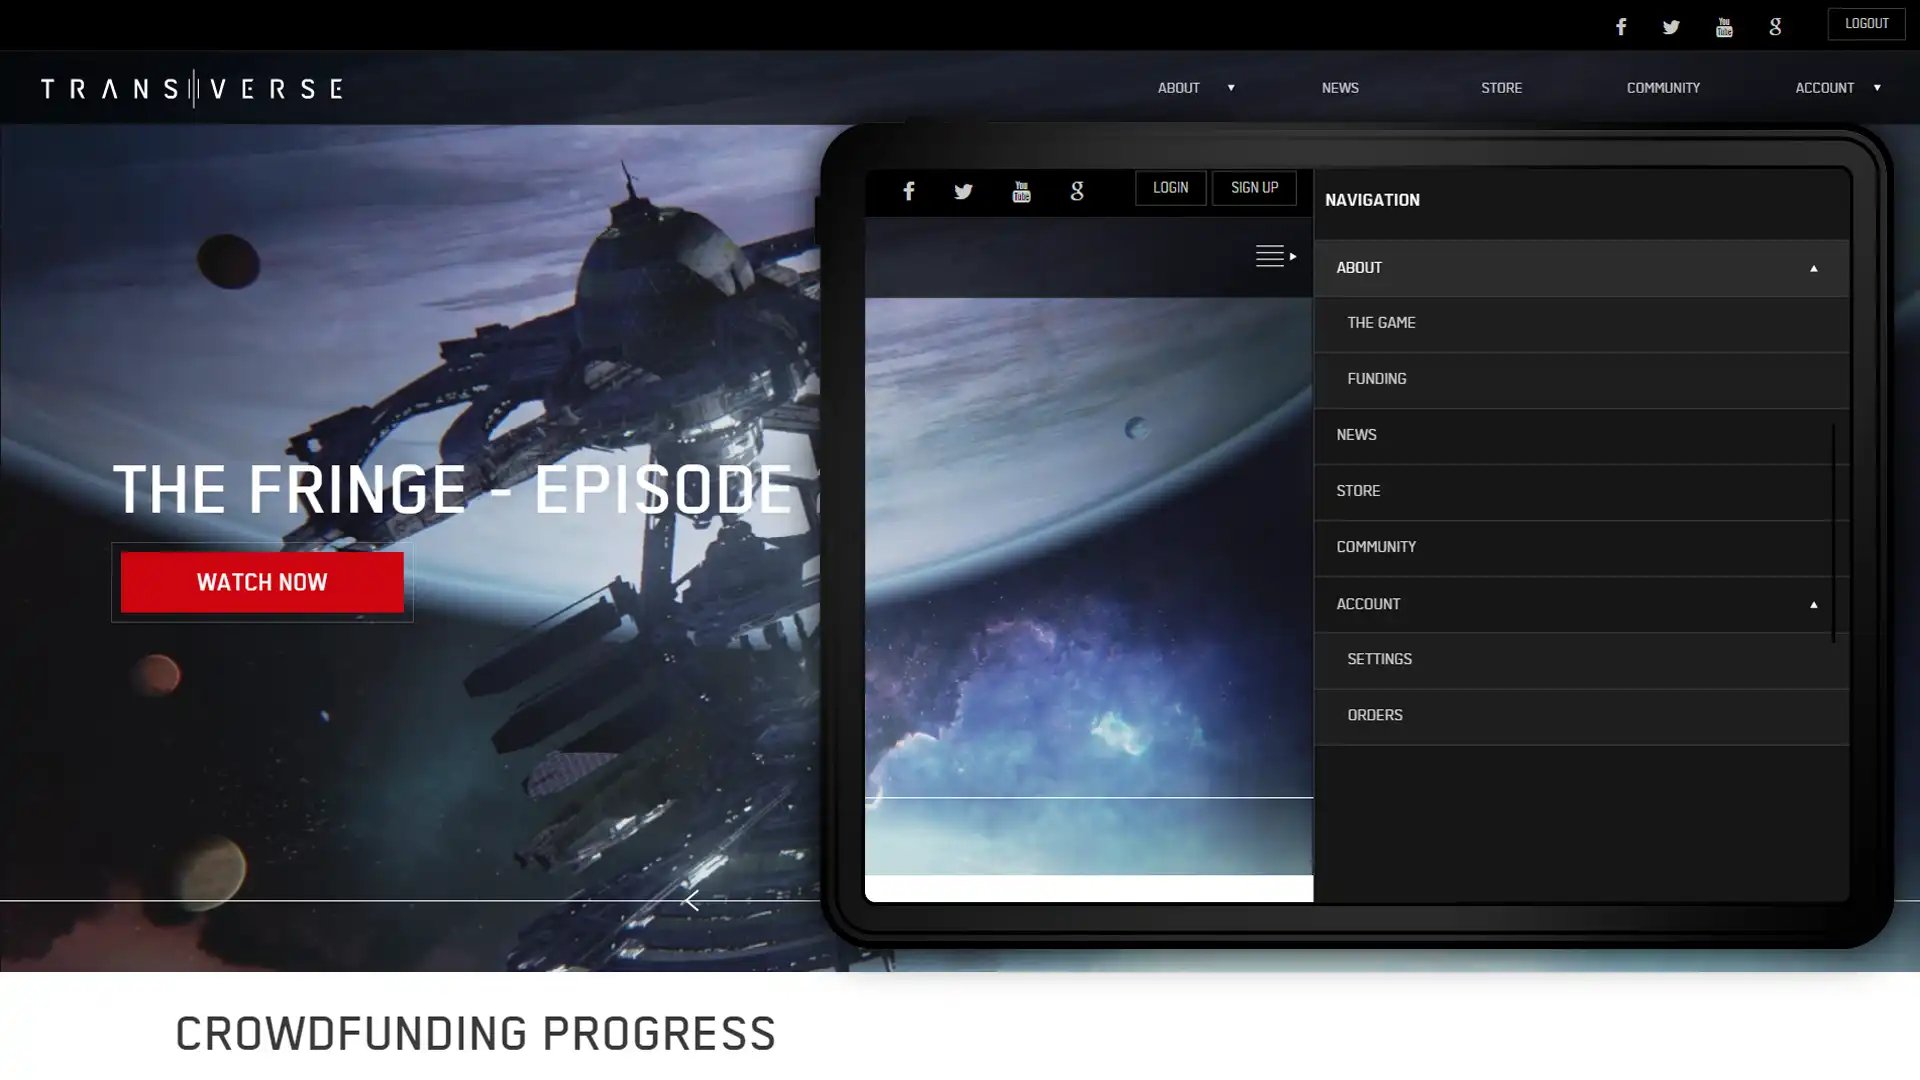 LOGOUT
TRANSVERSE
ABOUT NEWS STORE COMMUNITY ACCOUNT
LOGIN SIGN UP
NAVIGATION
ABOUT
THE GAME
FUNDING
NEWS
STORE
COMMUNITY
ACCOUNT
SETTINGS
ORDERS
THE FRINGE - EPISODE
WATCH NOW
CROWDFUNDING PROGRESS